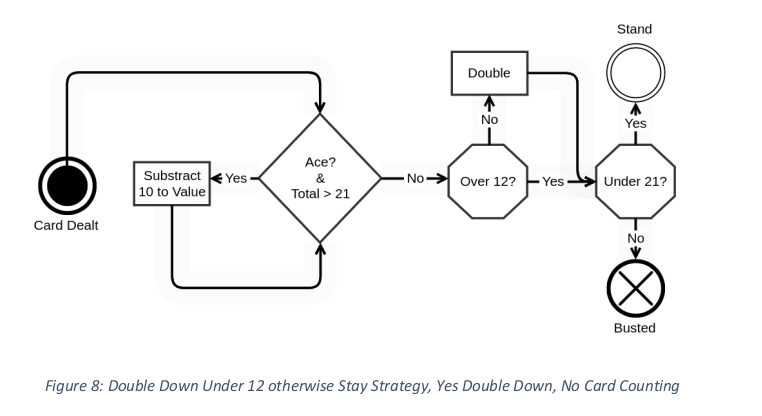 Stand
Double
No
Yes
Ace?
&
Total > 21
Substract
10 to Value
Yes
No
Over 12?
Yes
Under 21?
Card Dealt
No
Busted
Figure 8: Double Down Under 12 otherwise Stay Strategy, Yes Double Down, No Card Counting